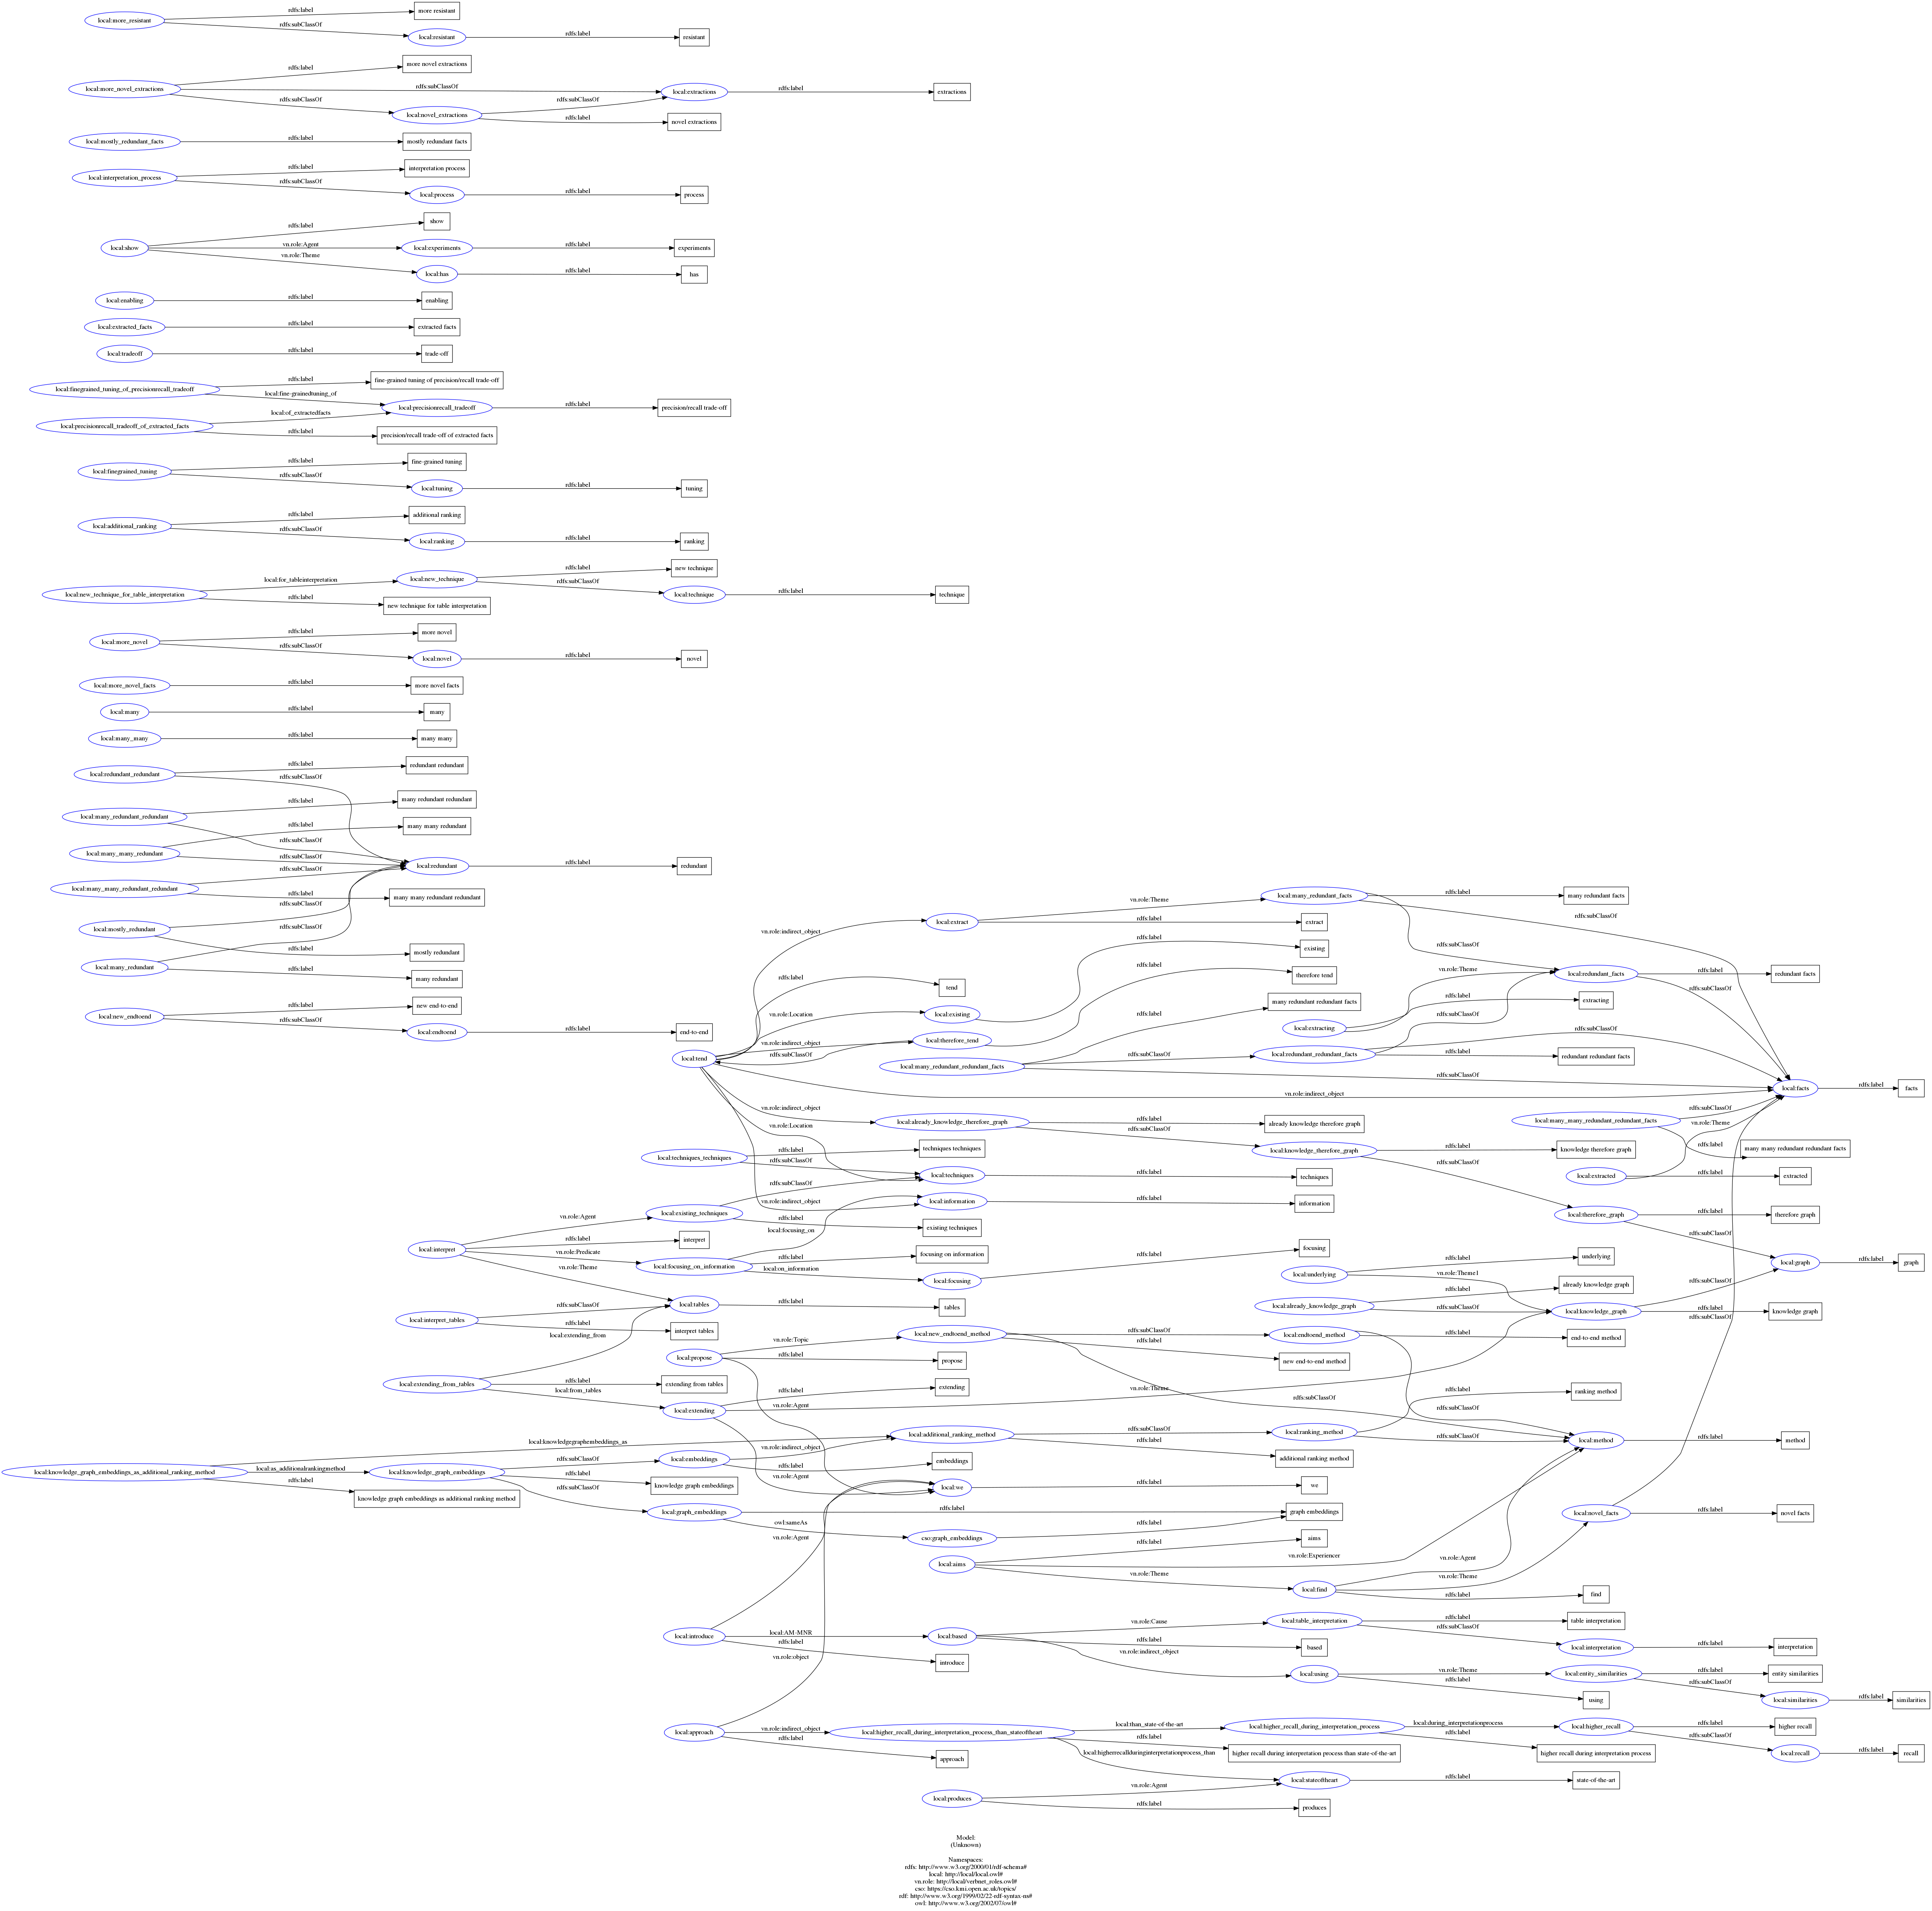 local:more_resistant
rdfs:label
more resistant
rdfs:subClassOf
local:resistant
rdfs:label
resistant
local:more_novel_extractions
rdfs:label
more novel extractions
rdfs:subClassOf
local:extractions
rdfs:label
extractions
rdfs:subClassOf
local:novel_extractions
rdfs:subClassOf
rdfs:label
novel extractions
local:mostly_redundant_facts
rdfs:label
mostly redundant facts
local:interpretation_process
rdfs:label
interpretation process
rdfs:subClassOf
local:process
rdfs:label
process
local:show
rdfs:label
show
vn.role:Agent
local:experiments
rdfs:label
experiments
vn.role:Theme
local:has
rdfs:label
has
local:enabling
rdfs:label
enabling
local:extracted_facts
rdfs:label
extracted facts
local:tradeoff
rdfs:label
trade-off
local:finegrained_tuning_of_precisionrecall_tradeoff
rdfs:label
fine-grained tuning of precision/recall trade-off
local:fine-grainedtuning_of
local:precisionrecall_tradeoff
rdfs:label
precision/recall trade-off
local:precisionrecall_tradeoff_of_extracted_facts
local:of_extractedfacts
rdfs:label
precision/recall trade-off of extracted facts
local:finegrained_tuning
rdfs:label
fine-grained tuning
rdfs:subClassOf
local:tuning
rdfs:label
tuning
local:additional_ranking
rdfs:label
additional ranking
rdfs:subClassOf
local:ranking
rdfs:label
ranking
local:new_technique_for_table_interpretation
local:for_tableinterpretation
local:new_technique
rdfs:label
new technique
rdfs:subClassOf
local:technique
rdfs:label
technique
rdfs:label
new technique for table interpretation
local:more_novel
rdfs:label
more novel
rdfs:subClassOf
local:novel
rdfs:label
novel
local:more_novel_facts
rdfs:label
more novel facts
local:many
rdfs:label
many
local:many_many
rdfs:label
many many
local:redundant_redundant
rdfs:label
redundant redundant
rdfs:subClassOf
local:many_redundant_redundant
rdfs:label
many redundant redundant
rdfs:subClassOf
local:many_many_redundant
rdfs:label
many many redundant
rdfs:subClassOf
local:redundant
rdfs:label
redundant
local:many_many_redundant_redundant
rdfs:subClassOf
rdfs:label
many many redundant redundant
local:mostly_redundant
rdfs:subClassOf
rdfs:label
mostly redundant
local:many_redundant
rdfs:subClassOf
rdfs:label
many redundant
local:new_endtoend
rdfs:label
new end-to-end
rdfs:subClassOf
local:endtoend
rdfs:label
end-to-end
local:tend
vn.role:indirect_object
local:extract
vn.role:Theme
local:many_redundant_facts
rdfs:label
many redundant facts
rdfs:subClassOf
rdfs:subClassOf
rdfs:label
extract
rdfs:label
tend
vn.role:Location
local:existing
rdfs:label
existing
vn.role:indirect_object
local:therefore_tend
rdfs:label
therefore tend
rdfs:subClassOf
local:redundant_facts
rdfs:label
redundant facts
rdfs:subClassOf
local:extracting
vn.role:Theme
rdfs:label
extracting
local:many_redundant_redundant_facts
rdfs:label
many redundant redundant facts
rdfs:subClassOf
local:redundant_redundant_facts
rdfs:subClassOf
rdfs:subClassOf
rdfs:label
redundant redundant facts
rdfs:subClassOf
vn.role:indirect_object
local:facts
rdfs:label
facts
vn.role:indirect_object
local:already_knowledge_therefore_graph
rdfs:label
already knowledge therefore graph
rdfs:subClassOf
local:knowledge_therefore_graph
rdfs:label
knowledge therefore graph
rdfs:subClassOf
local:many_many_redundant_redundant_facts
rdfs:subClassOf
rdfs:label
many many redundant redundant facts
local:extracted
vn.role:Theme
rdfs:label
extracted
vn.role:Location
local:techniques_techniques
rdfs:label
techniques techniques
rdfs:subClassOf
local:techniques
rdfs:label
techniques
vn.role:indirect_object
local:information
rdfs:label
information
local:therefore_graph
rdfs:label
therefore graph
rdfs:subClassOf
local:graph
rdfs:label
graph
local:interpret
vn.role:Agent
local:existing_techniques
rdfs:subClassOf
rdfs:label
existing techniques
rdfs:label
interpret
vn.role:Predicate
local:focusing_on_information
local:focusing_on
rdfs:label
focusing on information
local:on_information
local:focusing
rdfs:label
focusing
vn.role:Theme
local:tables
rdfs:label
tables
local:interpret_tables
rdfs:subClassOf
rdfs:label
interpret tables
local:extending_from_tables
local:extending_from
rdfs:label
extending from tables
local:from_tables
local:extending
rdfs:label
extending
vn.role:Theme
vn.role:Agent
local:underlying
rdfs:label
underlying
vn.role:Theme1
local:already_knowledge_graph
rdfs:label
already knowledge graph
rdfs:subClassOf
local:knowledge_graph
rdfs:subClassOf
rdfs:label
knowledge graph
local:propose
vn.role:Topic
local:new_endtoend_method
rdfs:subClassOf
local:endtoend_method
rdfs:label
end-to-end method
rdfs:subClassOf
rdfs:label
new end-to-end method
rdfs:subClassOf
rdfs:label
propose
vn.role:Agent
local:knowledge_graph_embeddings_as_additional_ranking_method
local:knowledgegraphembeddings_as
local:additional_ranking_method
rdfs:subClassOf
local:ranking_method
rdfs:label
ranking method
rdfs:subClassOf
local:method
rdfs:label
method
rdfs:label
additional ranking method
local:as_additionalrankingmethod
local:knowledge_graph_embeddings
rdfs:subClassOf
local:embeddings
vn.role:indirect_object
rdfs:label
embeddings
rdfs:label
knowledge graph embeddings
rdfs:subClassOf
local:graph_embeddings
rdfs:label
graph embeddings
owl:sameAs
cso:graph_embeddings
rdfs:label
rdfs:label
knowledge graph embeddings as additional ranking method
local:we
rdfs:label
we
local:aims
rdfs:label
aims
vn.role:Experiencer
vn.role:Theme
local:find
vn.role:Agent
vn.role:Theme
rdfs:label
find
local:novel_facts
rdfs:subClassOf
rdfs:label
novel facts
local:introduce
vn.role:Agent
local:AM-MNR
local:based
vn.role:Cause
local:table_interpretation
rdfs:label
table interpretation
rdfs:subClassOf
local:interpretation
rdfs:label
interpretation
rdfs:label
based
vn.role:indirect_object
local:using
vn.role:Theme
local:entity_similarities
rdfs:label
entity similarities
rdfs:subClassOf
local:similarities
rdfs:label
similarities
rdfs:label
using
rdfs:label
introduce
local:approach
vn.role:object
vn.role:indirect_object
local:higher_recall_during_interpretation_process_than_stateoftheart
local:than_state-of-the-art
local:higher_recall_during_interpretation_process
local:during_interpretationprocess
local:higher_recall
rdfs:label
higher recall
rdfs:subClassOf
local:recall
rdfs:label
recall
rdfs:label
higher recall during interpretation process
rdfs:label
higher recall during interpretation process than state-of-the-art
local:higherrecallduringinterpretationprocess_than
local:stateoftheart
rdfs:label
state-of-the-art
rdfs:label
approach
local:produces
vn.role:Agent
rdfs:label
produces
Model:
(Unknown)
Namespaces:
rdfs: http://www.w3.org/2000/01/rdf-schema#
local: http://local/local.owl#
vn.role: http://local/verbnet_roles.owl#
cso: https://cso.kmi.open.ac.uk/topics/
rdf: http://www.w3.org/1999/02/22-rdf-syntax-ns#
owl: http://www.w3.org/2002/07/owl#